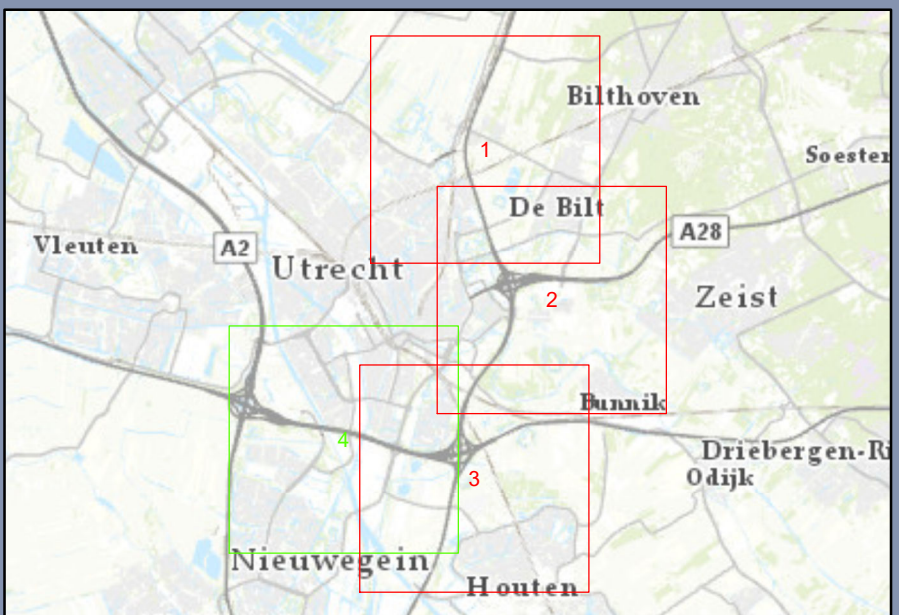 Bilthoven
1
Soester
De Bilt
Vleuten
A2
A28
Utrecht
2
Zeist
Bunnik
4
Driebergen-Ri
3
Odijk
Nieuwegein
Houten